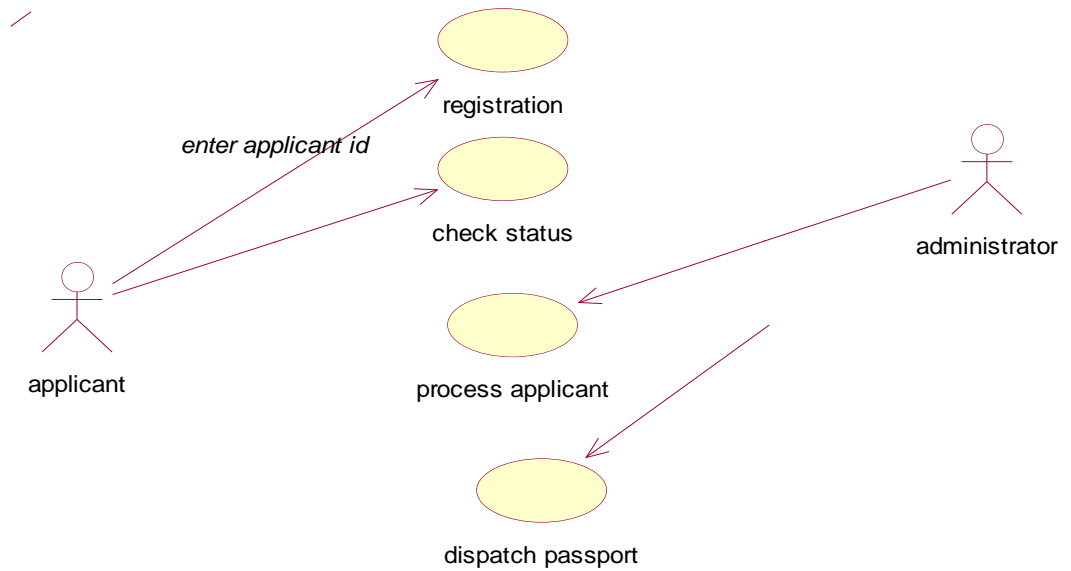 registration
enter applicant id
check status
administrator
applicant
process applicant
dispatch passport